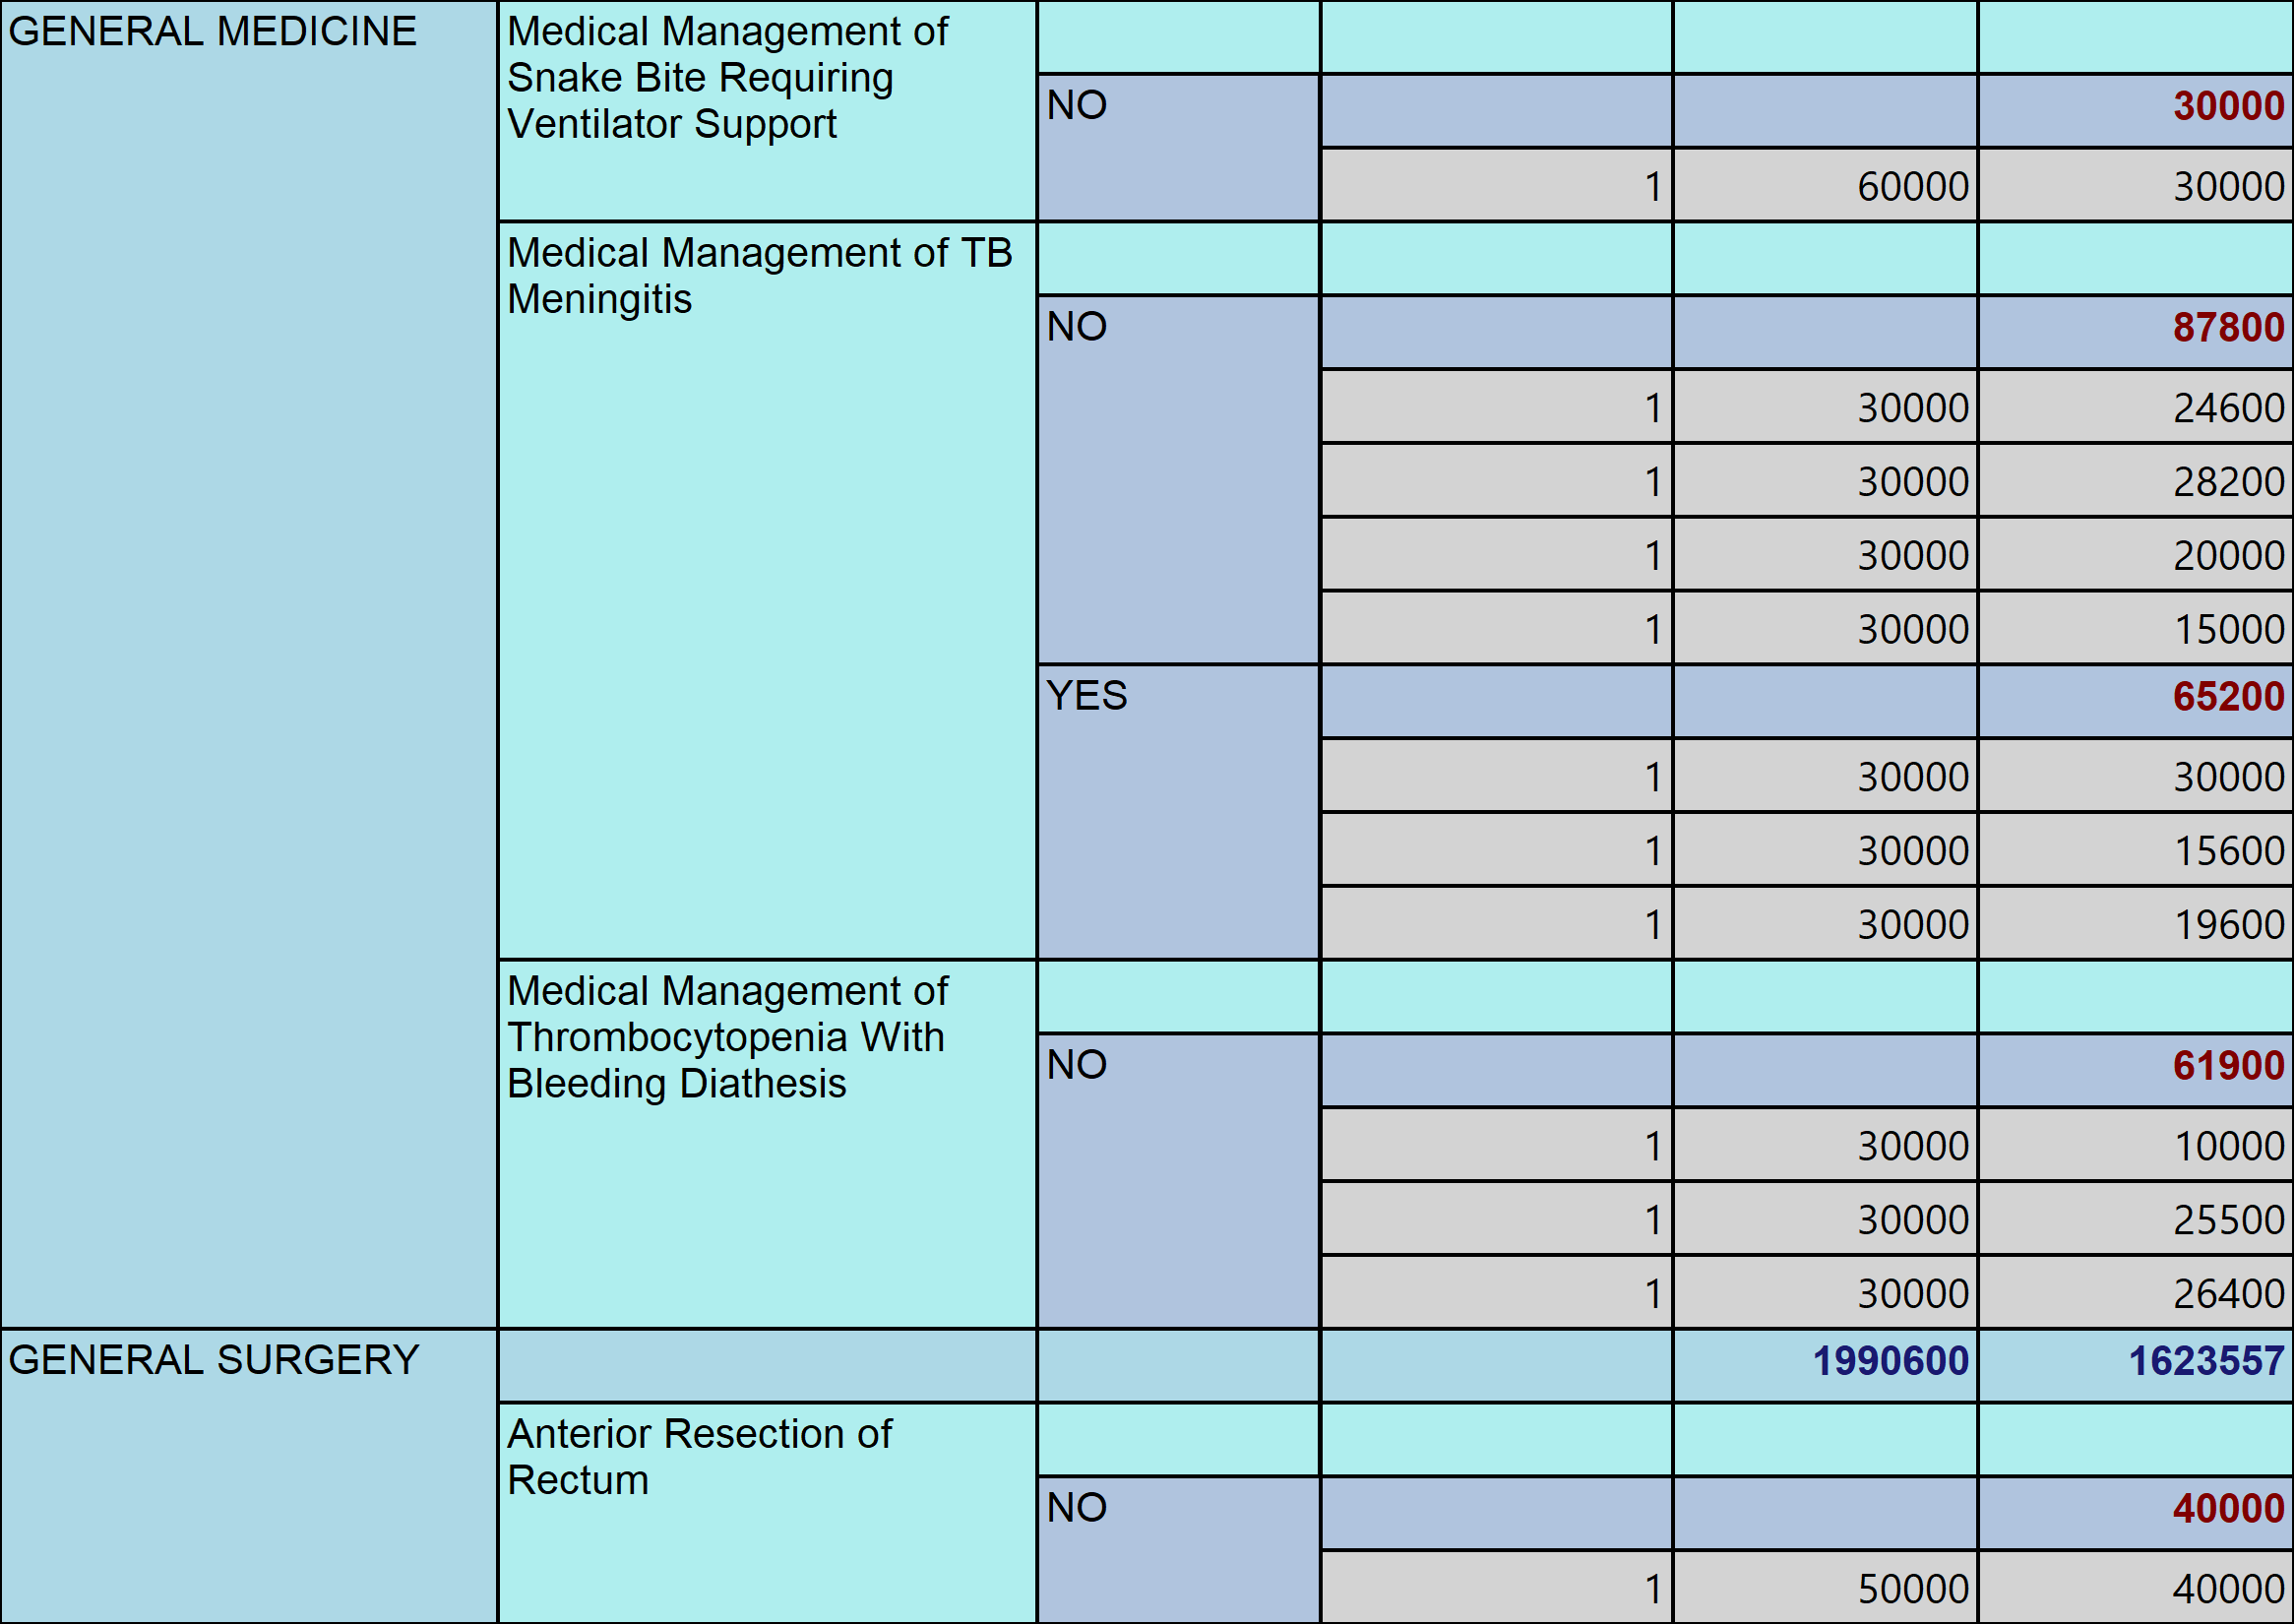 GENERAL MEDICINE
Medical Management of
Snake Bite Requiring
Ventilator Support
NO 30000
1 60000 30000
Medical Management of TB
Meningitis
NO 87800
1 30000 24600
1 30000 28200
1 30000 20000
1 30000 15000
YES 65200
1 30000 30000
1 30000 15600
1 30000 19600
Medical Management of
Thrombocytopenia With
Bleeding Diathesis
NO 61900
1 30000 10000
1 30000 25500
1 30000 26400
GENERAL SURGERY 1990600 1623557
Anterior Resection of
Rectum
NO 40000
1 50000 40000